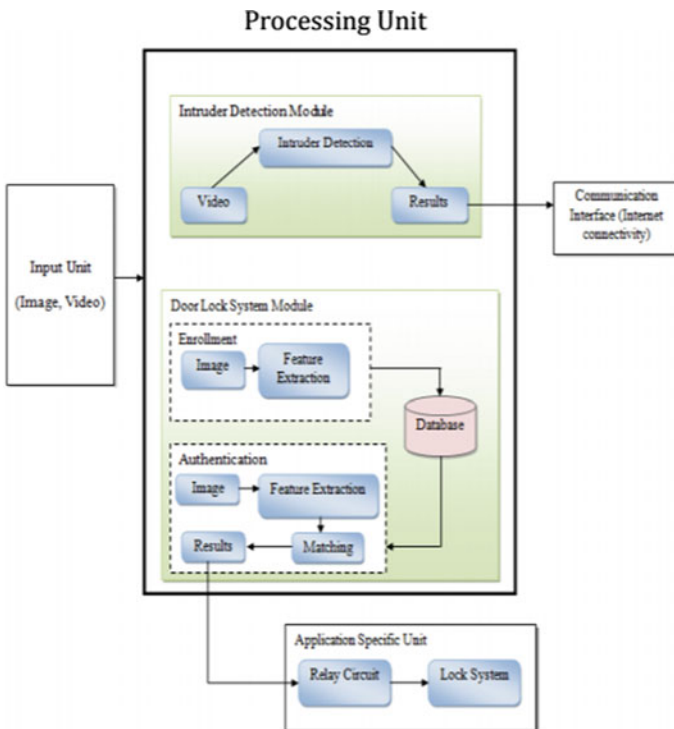 Processing Unit
Intruder Detection Module
Intruder Detection
Video
Results
Communication
Interface (Internet
connectivity)
Input Unit
(Image, Video)
Door Lock System Module
Enrollment
Image
Feature
Extraction
Database
Authentication
Image
Feature Extraction
Results
Matching
Application Specific Unit
Relay Circuit
Lock System